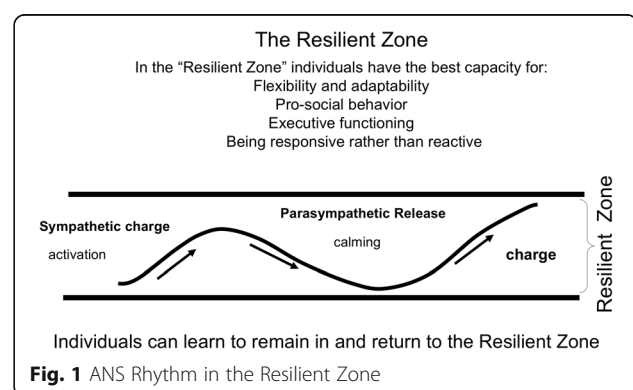 The Resilient Zone
In the “Resilient Zone” individuals have the best capacity for:
Flexibility and adaptability
Pro-social behavior
Executive functioning
Being responsive rather than reactive
Sympathetic charge
activation
Parasympathetic Release
calming
charge
Resilient Zone
Individuals can learn to remain in and return to the Resilient Zone
Fig. 1 ANS Rhythm in the Resilient Zone